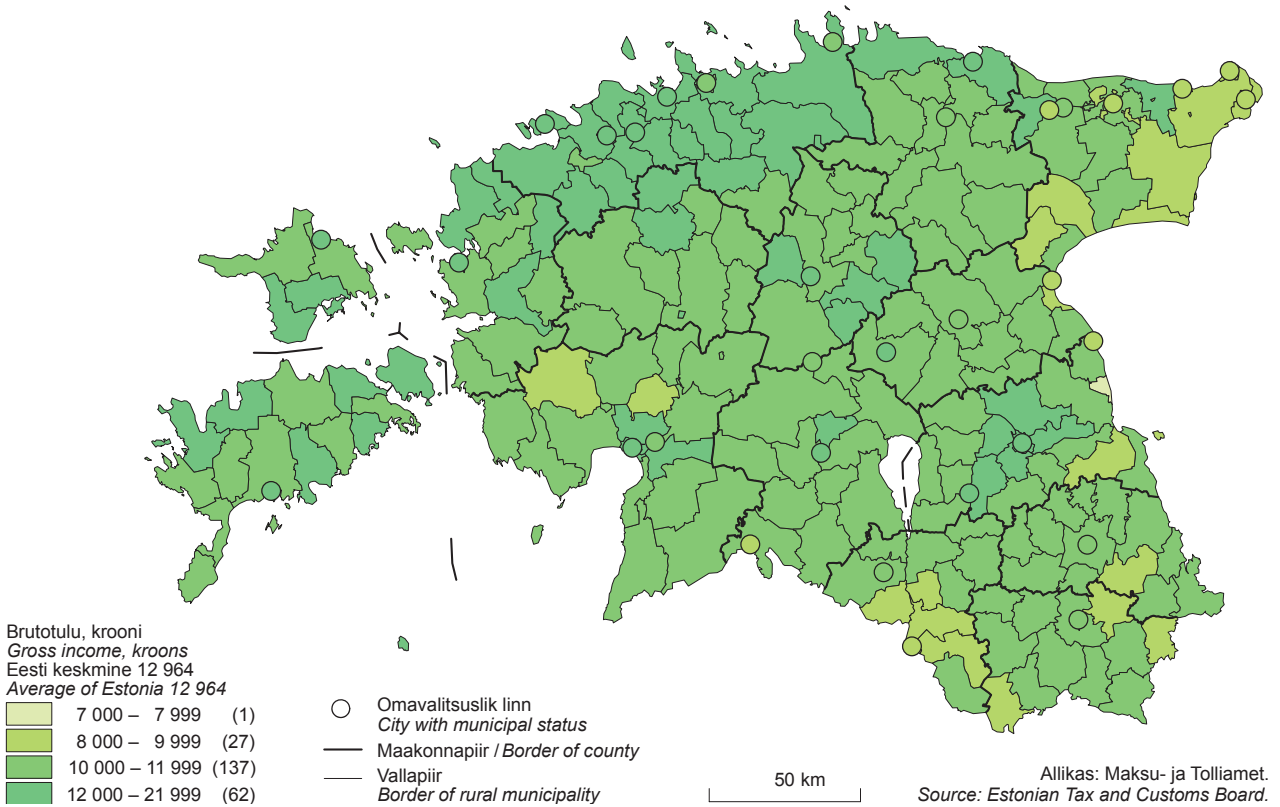 Brutotulu, krooni
Gross income, kroons
Eesti keskmine 12 964
Average of Estonia 12 964
7 000 – 7 999 (1)
8 000 – 9 999 (27)
10 000 – 11 999 (137)
12 000 – 21 999 (62)
Omavalitsuslik linn
City with municipal status
Maakonnapiir / Border of county
Vallapiir
Border of rural municipality
50 km
Allikas: Maksu- ja Tolliamet.
Source: Estonian Tax and Customs Board.